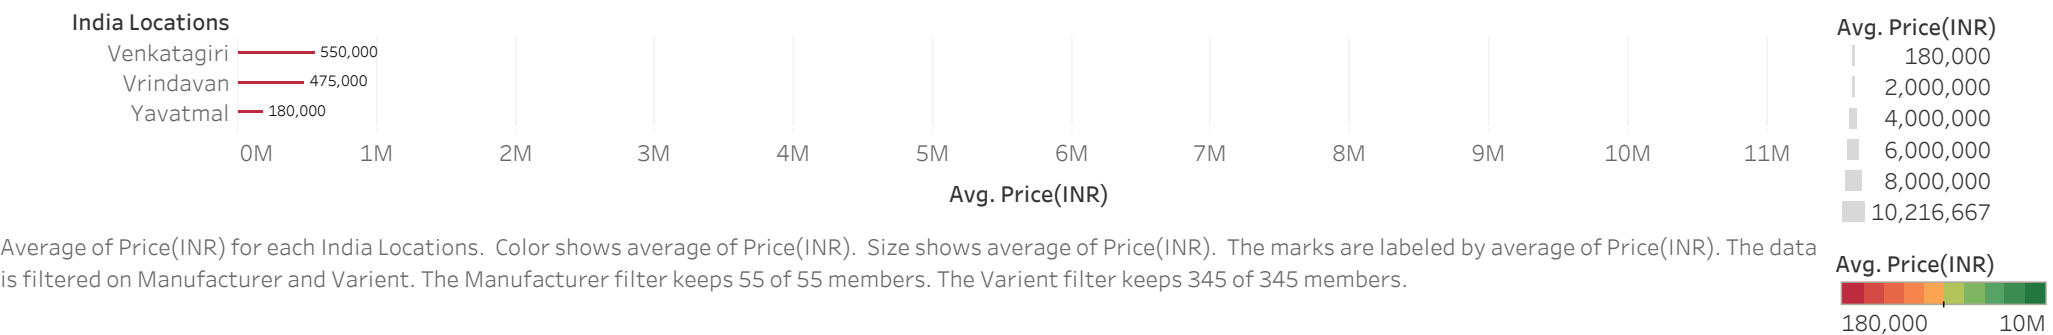 India Locations
Venkatagiri
550,000
Vrindavan
475,000
Yavatmal
180,000
0M 1M 2M 3M 4M 5M 6M 7M 8M 9M 10M 11M
Avg. Price(INR)
Average of Price(INR) for each India Locations. Color shows average of Price(INR). Size shows average of Price(INR). The marks are labeled by average of Price(INR). The data
is filtered on Manufacturer and Varient. The Manufacturer filter keeps 55 of 55 members. The Varient filter keeps 345 of 345 members.
Avg. Price(INR)
180,000
2,000,000
4,000,000
6,000,000
8,000,000
10,216,667
Avg. Price(INR)
180,000 10M